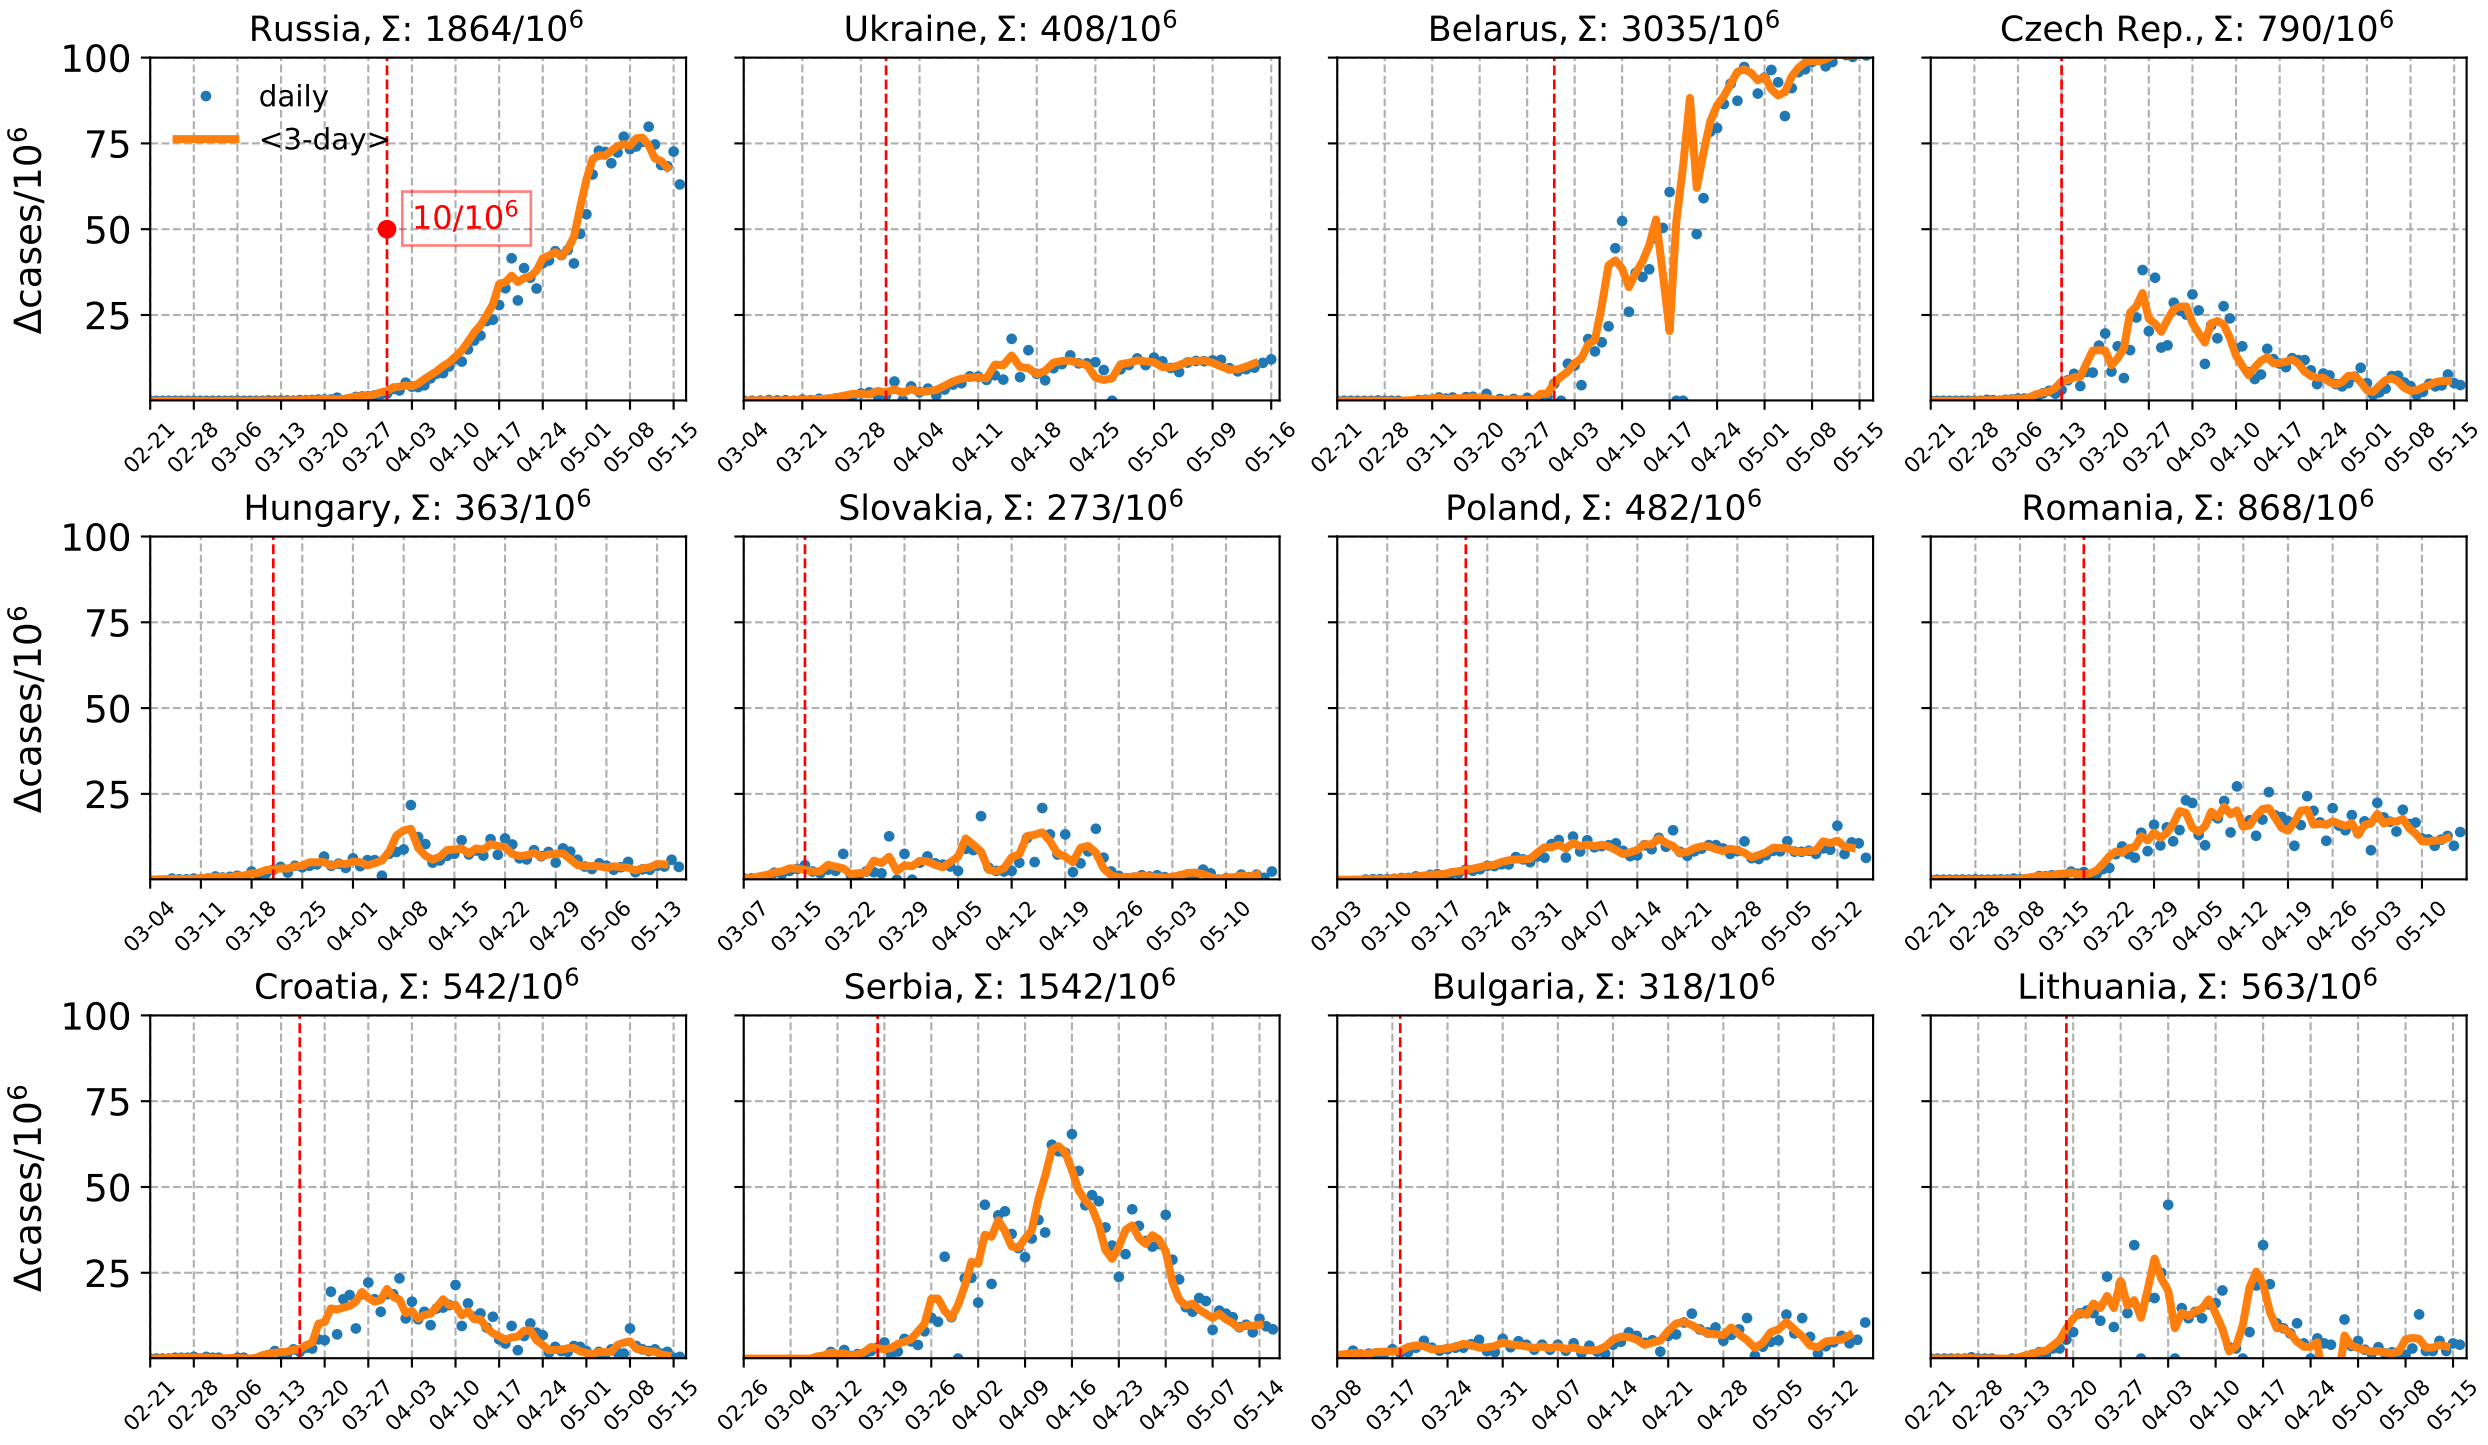 Russia, Σ: 1864/10⁶
Ukraine, Σ: 408/10⁶
Belarus, Σ: 3035/10⁶
Czech Rep., Σ: 790/10⁶
Δcases/10⁶
100
75
50
25
daily
<3-day>
10/10⁶
02-21 02-28 03-06 03-13 03-20 03-27 04-03 04-10 04-17 04-24 05-01 05-08 05-15
03-04 03-21 03-28 04-04 04-11 04-18 04-25 05-02 05-09 05-16
02-21 02-28 03-11 03-20 03-27 04-03 04-10 04-17 04-24 05-01 05-08 05-15
02-21 02-28 03-06 03-13 03-20 03-27 04-03 04-10 04-17 04-24 05-01 05-08 05-15
Hungary, Σ: 363/10⁶
Slovakia, Σ: 273/10⁶
Poland, Σ: 482/10⁶
Romania, Σ: 868/10⁶
Δcases/10⁶
100
75
50
25
03-04 03-11 03-18 03-25 04-01 04-08 04-15 04-22 04-29 05-06 05-13
03-07 03-15 03-22 03-29 04-05 04-12 04-19 04-26 05-03 05-10
03-03 03-10 03-17 03-24 03-31 04-07 04-14 04-21 04-28 05-05 05-12
02-21 02-28 03-08 03-15 03-22 03-29 04-05 04-12 04-19 04-26 05-03 05-10
Croatia, Σ: 542/10⁶
Serbia, Σ: 1542/10⁶
Bulgaria, Σ: 318/10⁶
Lithuania, Σ: 563/10⁶
Δcases/10⁶
100
75
50
25
02-21 02-28 03-06 03-13 03-20 03-27 04-03 04-10 04-17 04-24 05-01 05-08 05-15
02-26 03-04 03-12 03-19 03-26 04-02 04-09 04-16 04-23 04-30 05-07 05-14
03-08 03-17 03-24 03-31 04-07 04-14 04-21 04-28 05-05 05-12
02-21 02-28 03-13 03-20 03-27 04-03 04-10 04-17 04-24 05-01 05-08 05-15